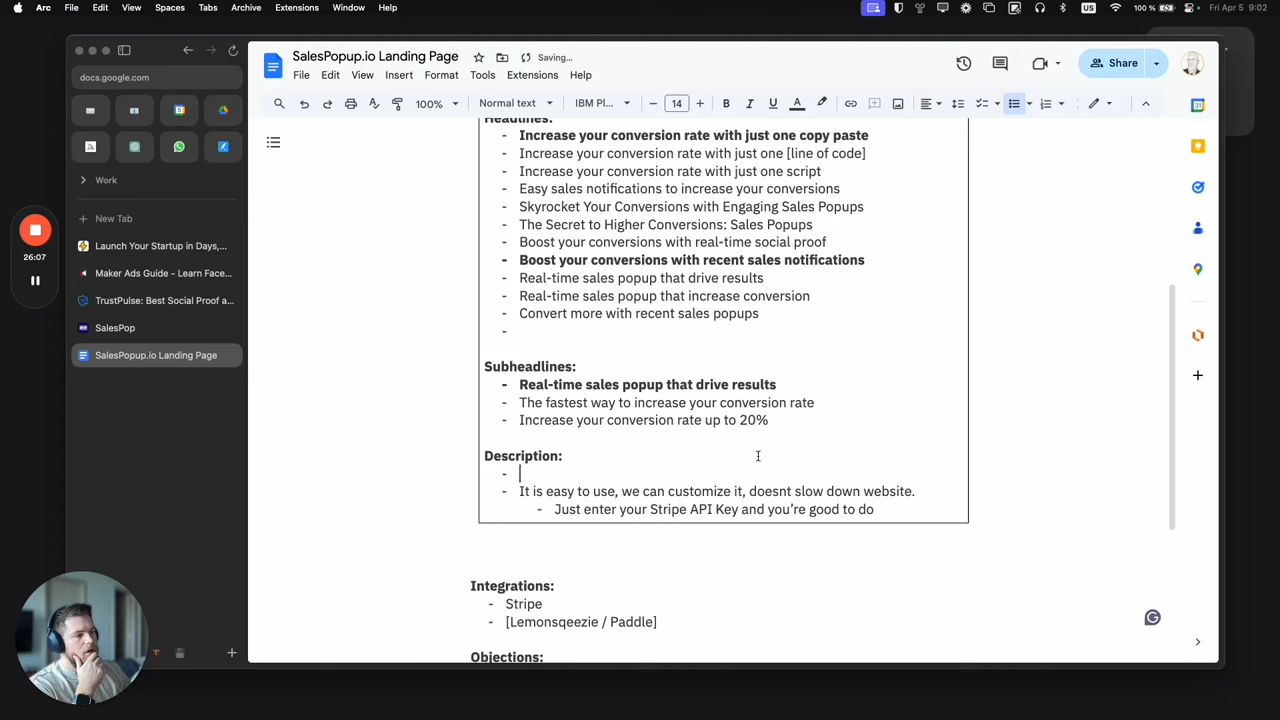 Arc File Edit View Spaces Tabs Archive Extensions Window Help US 100 % Fri Apr 5 9:02
docs.google.com
Work
New Tab
Launch Your Startup in Days,...
Maker Ads Guide - Learn Face...
TrustPulse: Best Social Proof a...
SalesPop
SalesPopup.io Landing Page
26:07
SalesPopup.io Landing Page Saving...
File Edit View Insert Format Tools Extensions Help
Share
100% Normal text IBM Pl... 14 B I U A
Headlines:
- Increase your conversion rate with just one copy paste
- Increase your conversion rate with just one [line of code]
- Increase your conversion rate with just one script
- Easy sales notifications to increase your conversions
- Skyrocket Your Conversions with Engaging Sales Popups
- The Secret to Higher Conversions: Sales Popups
- Boost your conversions with real-time social proof
- Boost your conversions with recent sales notifications
- Real-time sales popup that drive results
- Real-time sales popup that increase conversion
- Convert more with recent sales popups
-
Subheadlines:
- Real-time sales popup that drive results
- The fastest way to increase your conversion rate
- Increase your conversion rate up to 20%
Description:
-
- It is easy to use, we can customize it, doesnt slow down website.
- Just enter your Stripe API Key and you're good to do
Integrations:
- Stripe
- [Lemonsqeezie / Paddle]
Objections: